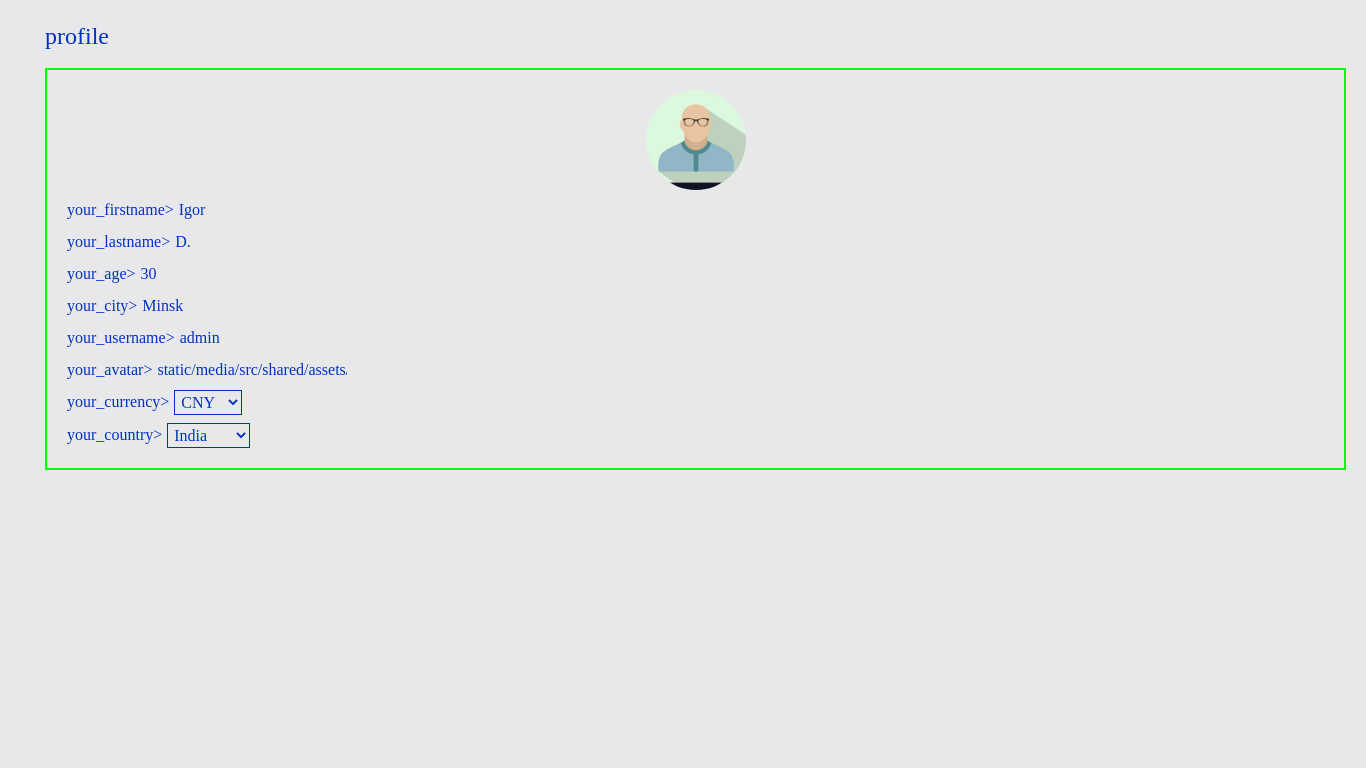 profile
your_firstname> Igor
your_lastname> D.
your_age> 30
your_city> Minsk
your_username> admin
your_avatar> static/media/src/shared/assets
your_currency> CNY
your_country> India